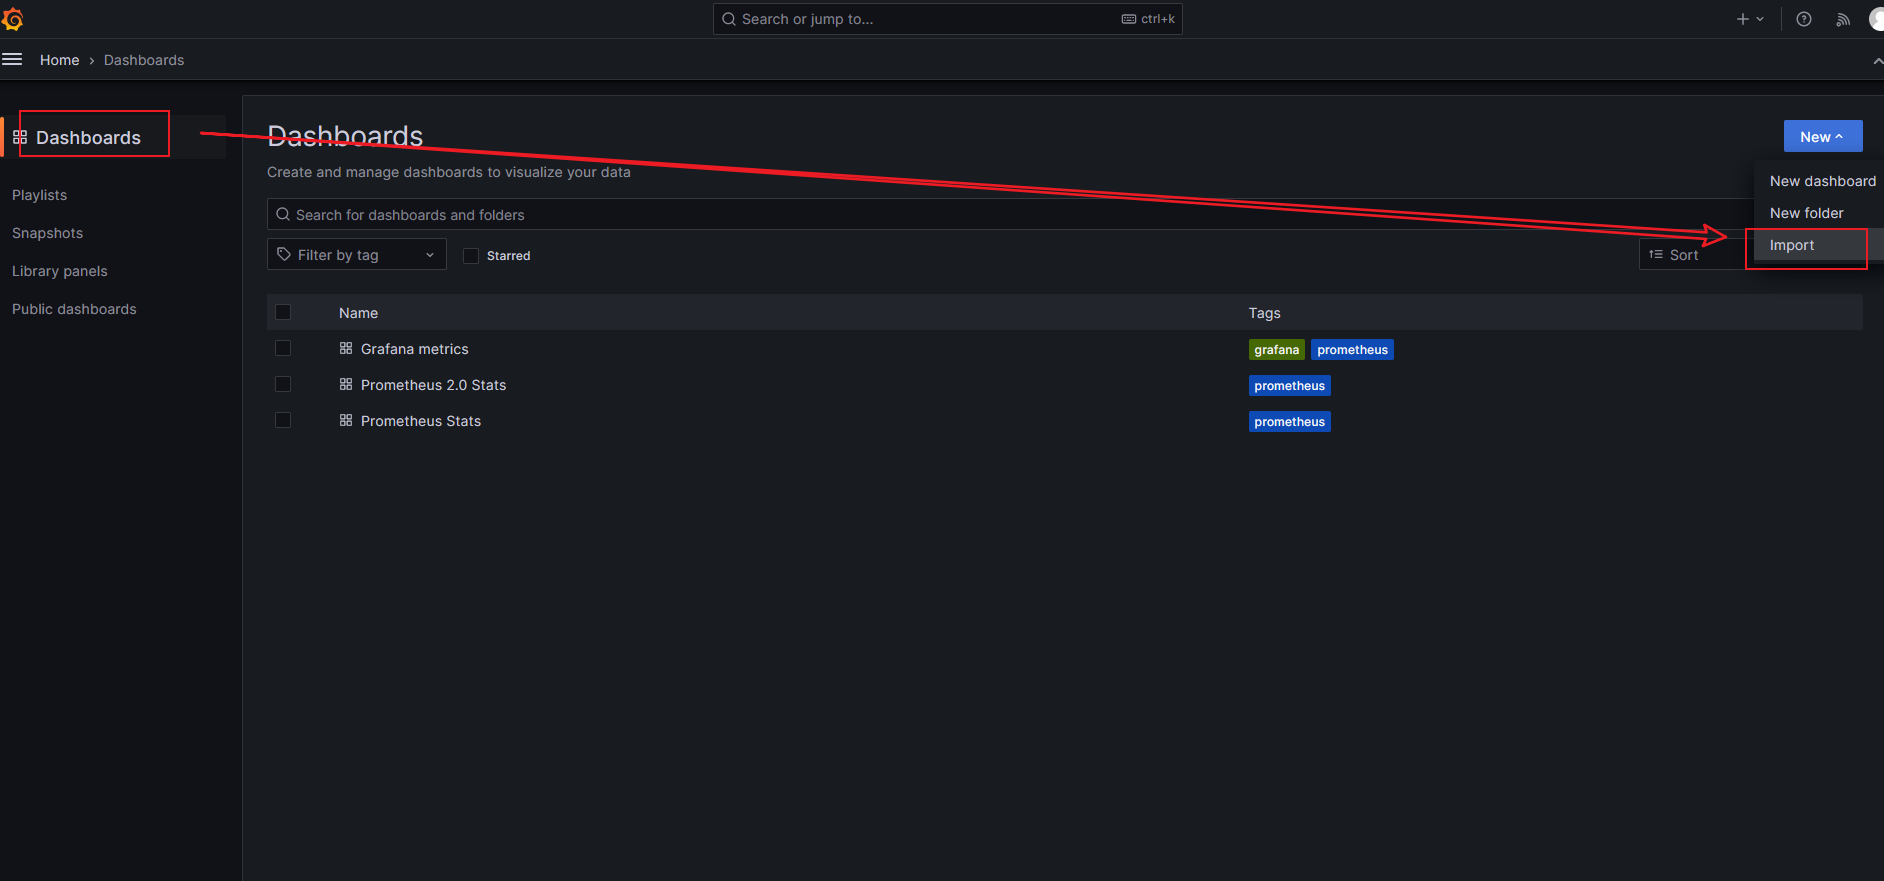 Search or jump to...
ctrl+k
Home › Dashboards
Dashboards
Playlists
Snapshots
Library panels
Public dashboards
Dashboards
Create and manage dashboards to visualize your data
New
New dashboard
New folder
Import
Search for dashboards and folders
Filter by tag
Starred
Sort
Name Tags
Grafana metrics grafana prometheus
Prometheus 2.0 Stats prometheus
Prometheus Stats prometheus